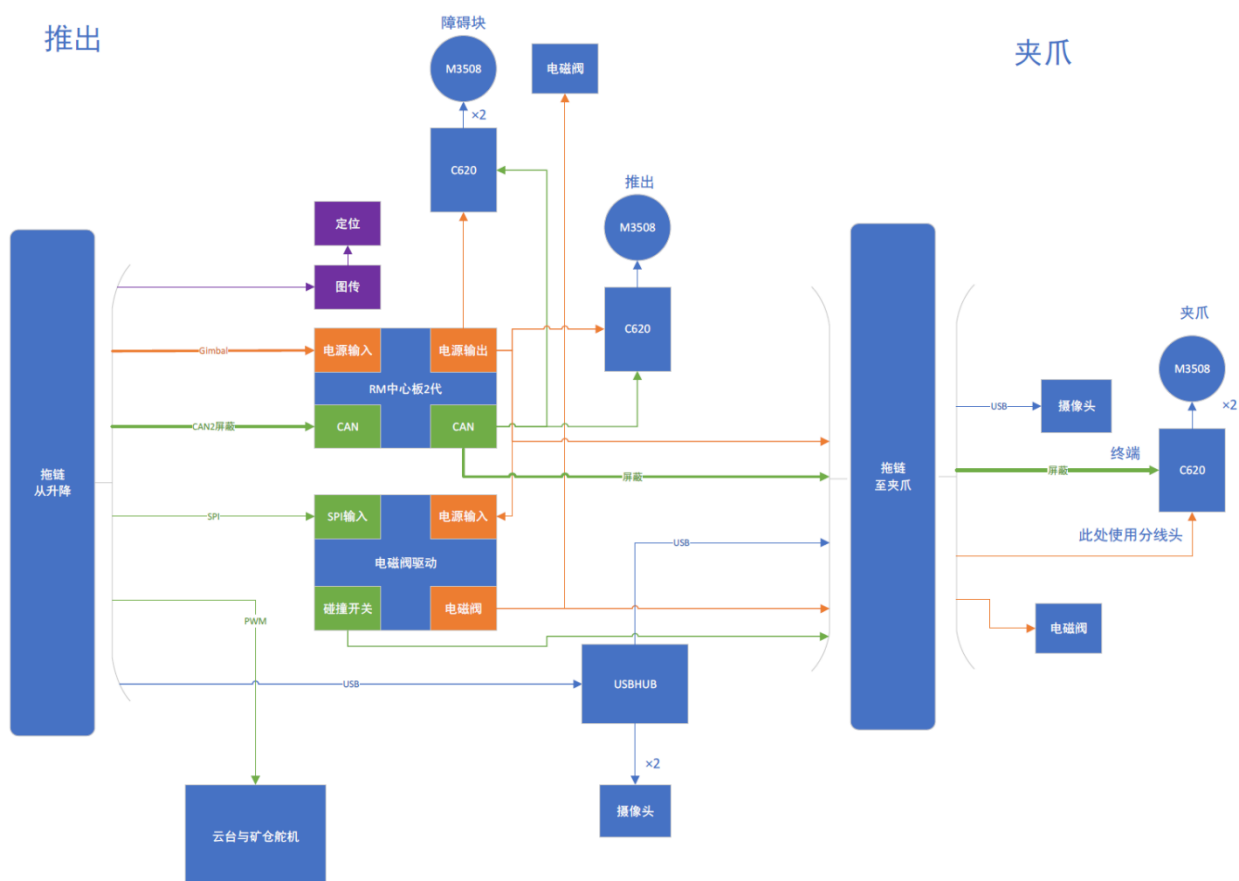 推出
障碍块
M3508
×2
C620
电磁阀
夹爪
推出
M3508
C620
定位
图传
拖链
从升降
Gimbal
电源输入
电源输出
RM中心板2代
CAN2屏蔽
CAN
CAN
屏蔽
SPI
SPI输入
电源输入
电磁阀驱动
碰撞开关
电磁阀
PWM
USB
USB
USBHUB
×2
摄像头
云台与矿仓舵机
拖链
至夹爪
夹爪
M3508
×2
USB
摄像头
终端
屏蔽
C620
此处使用分线头
电磁阀